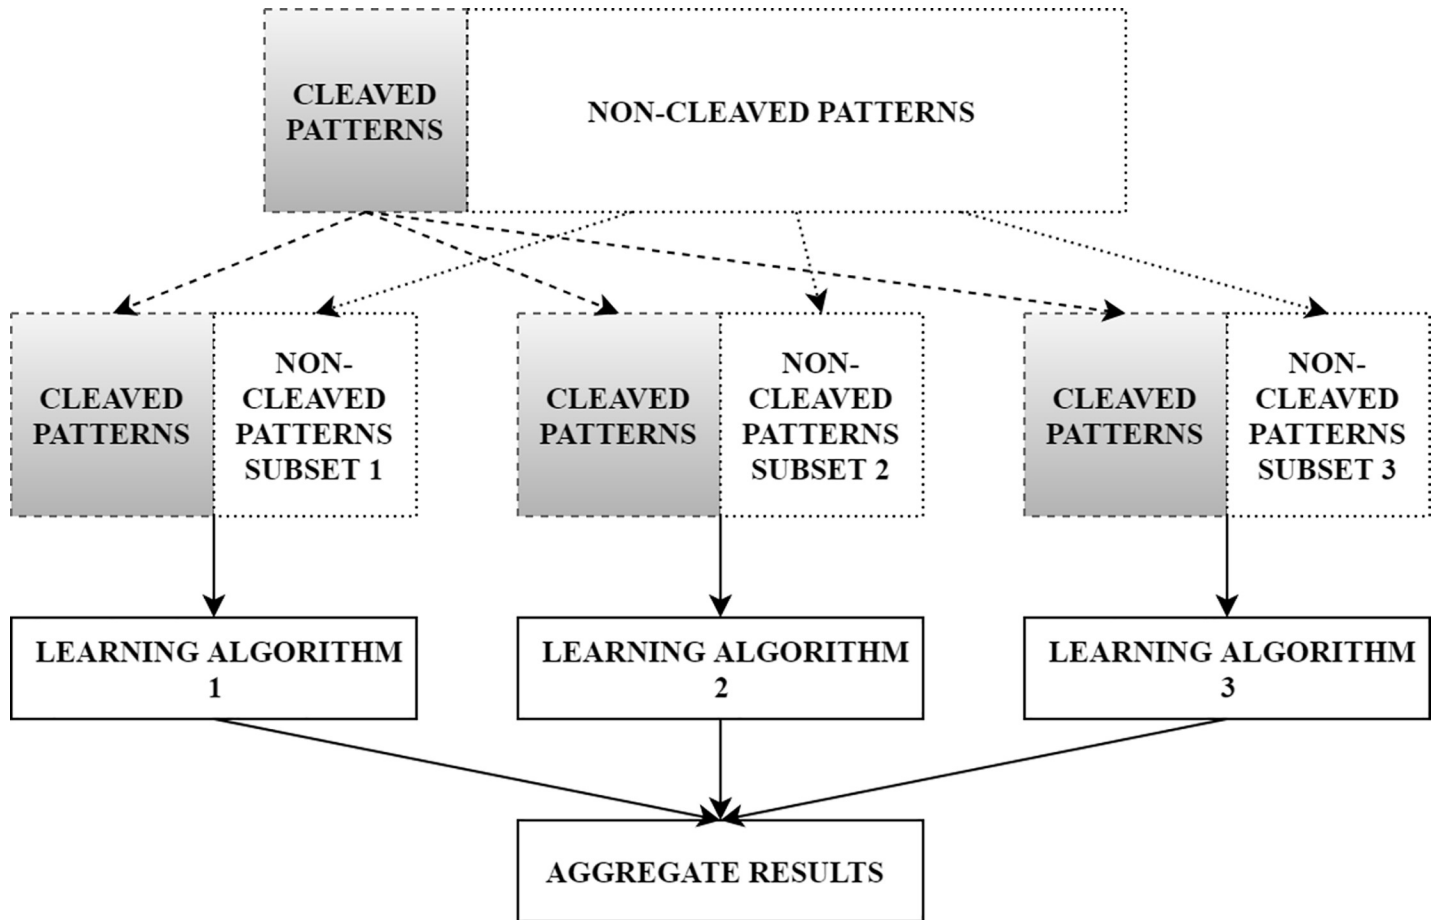 CLEAVED
PATTERNS
NON-CLEAVED PATTERNS
CLEAVED
PATTERNS
NON-
CLEAVED
PATTERNS
SUBSET 1
CLEAVED
PATTERNS
NON-
CLEAVED
PATTERNS
SUBSET 2
CLEAVED
PATTERNS
NON-
CLEAVED
PATTERNS
SUBSET 3
LEARNING ALGORITHM
1
LEARNING ALGORITHM
2
LEARNING ALGORITHM
3
AGGREGATE RESULTS